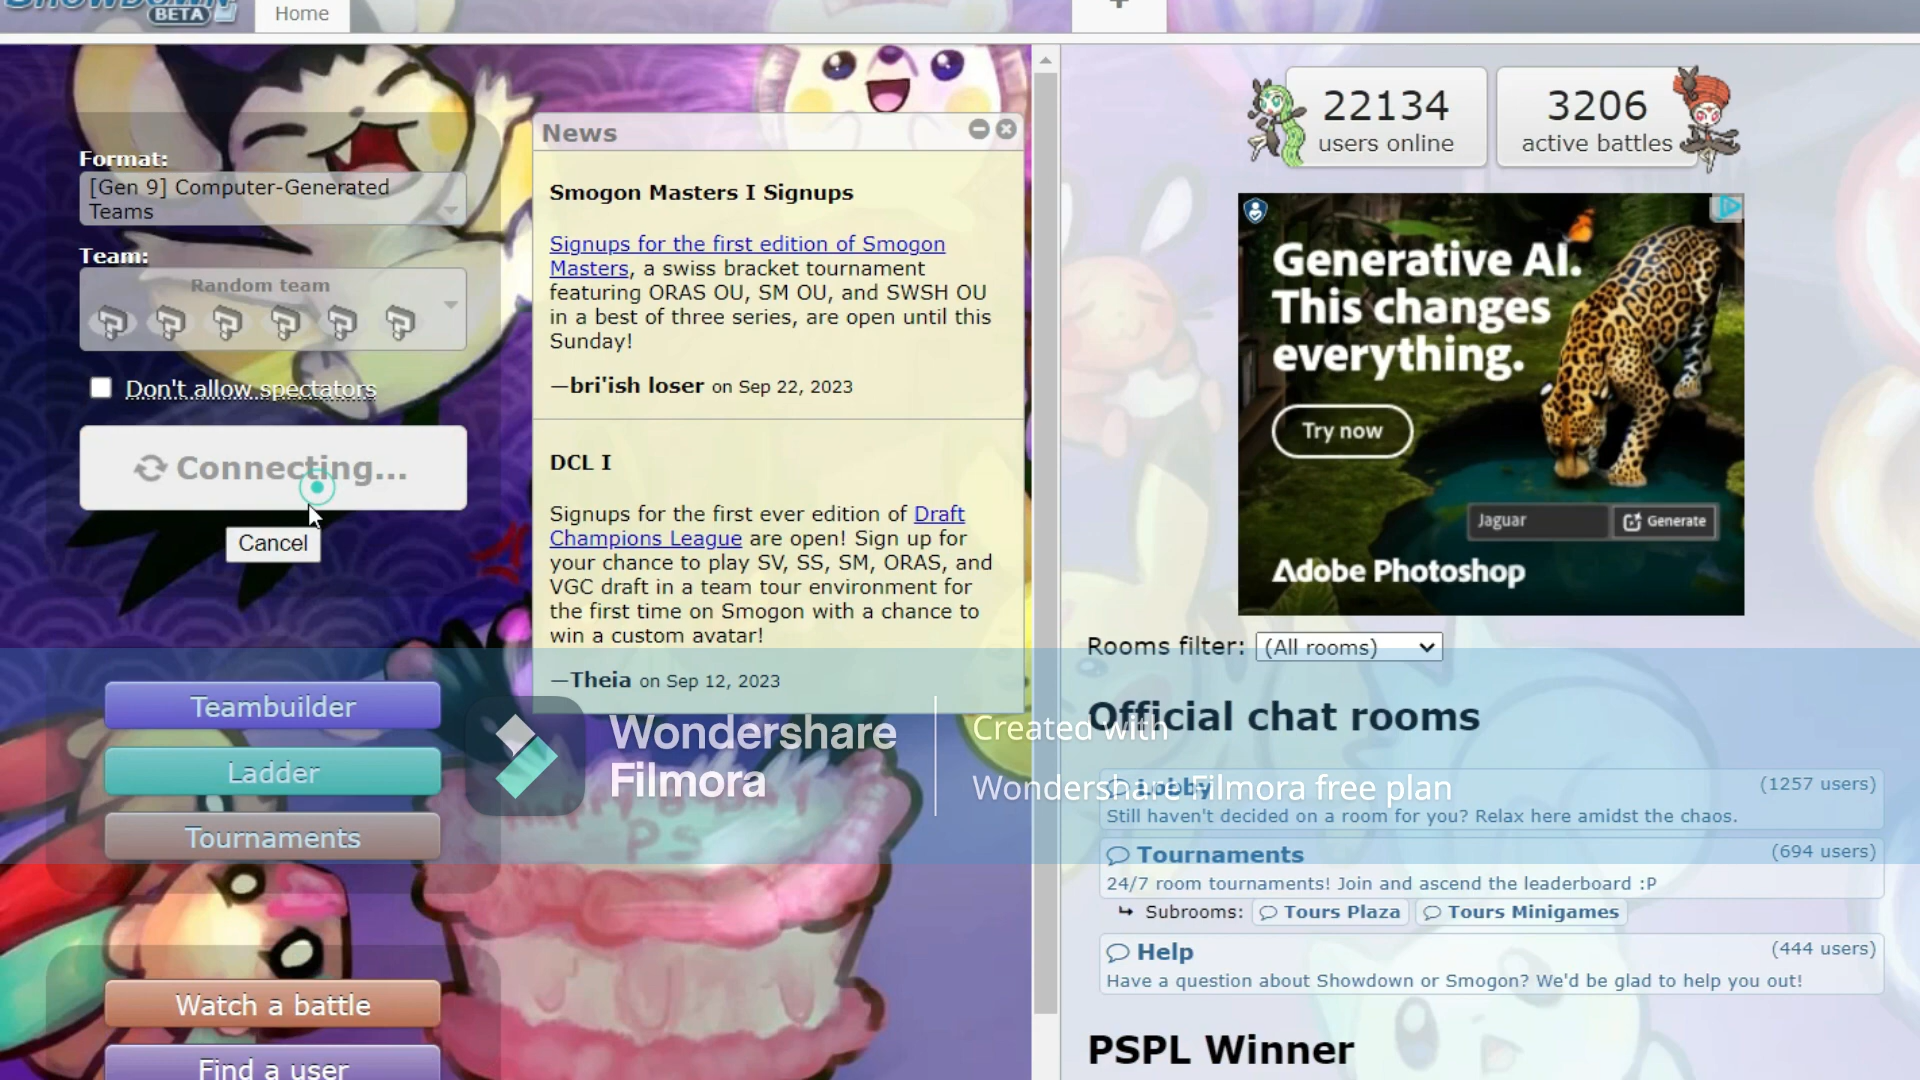 SHOWDOWN!
BETA
Home
+
Format:
[Gen 9] Computer-Generated
Teams
Team:
Random team
Don't allow spectators
Connecting...
Cancel
Teambuilder
Ladder
Tournaments
Watch a battle
Find a user
News
Smogon Masters I Signups
Signups for the first edition of Smogon
Masters, a swiss bracket tournament
featuring ORAS OU, SM OU, and SWSH OU
in a best of three series, are open until this
Sunday!
—bri'ish loser on Sep 22, 2023
DCL I
Signups for the first ever edition of Draft
Champions League are open! Sign up for
your chance to play SV, SS, SM, ORAS, and
VGC draft in a team tour environment for
the first time on Smogon with a chance to
win a custom avatar!
—Theia on Sep 12, 2023
Wondershare
Filmora
Created with
Wondershare Filmora free plan
PS
22134
users online
3206
active battles
Generative AI.
This changes
everything.
Try now
Jaguar
Generate
Adobe Photoshop
Rooms filter: (All rooms)
Official chat rooms
Lobby (1257 users)
Still haven't decided on a room for you? Relax here amidst the chaos.
Tournaments (694 users)
24/7 room tournaments! Join and ascend the leaderboard :P
↳ Subrooms: Tours Plaza Tours Minigames
Help (444 users)
Have a question about Showdown or Smogon? We'd be glad to help you out!
PSPL Winner